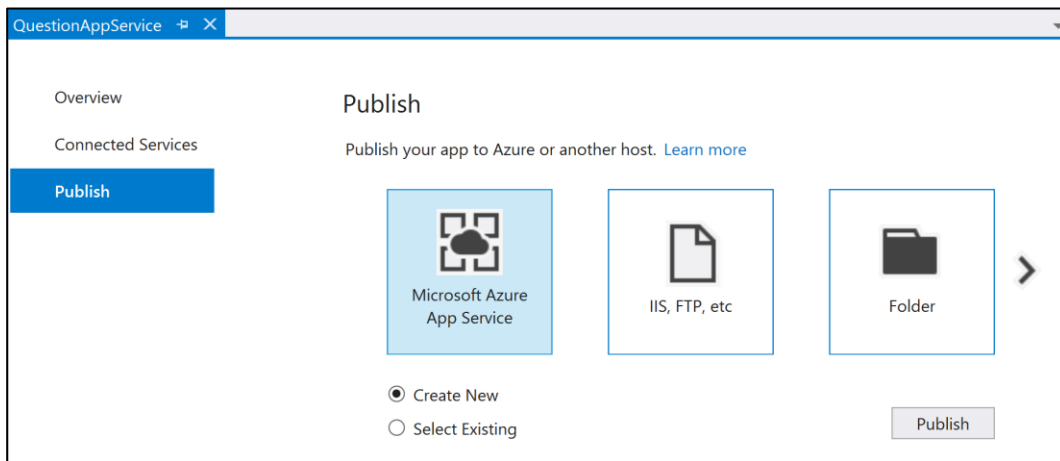 QuestionAppService
Overview
Connected Services
Publish
Publish
Publish your app to Azure or another host. Learn more
Microsoft Azure
App Service
IIS, FTP, etc
Folder
Create New
Select Existing
Publish